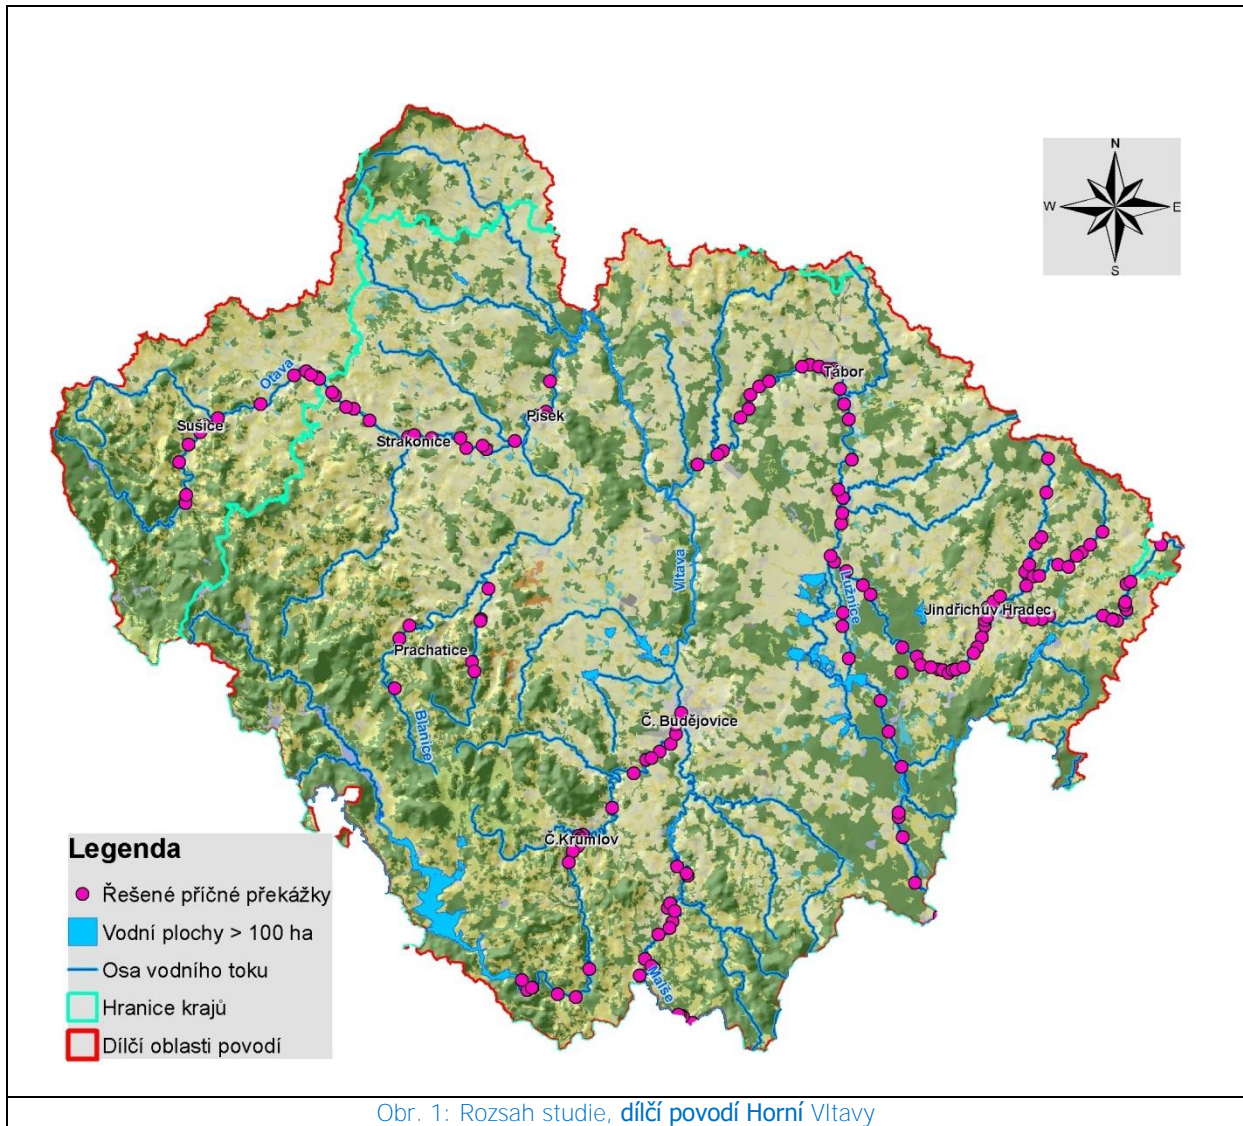 N
W E
S
Otava
Sušice
Strakonice
Písek
Tábor
Vltava
Lužnice
Jindřichův Hradec
Prachatice
Blanice
Č. Budějovice
Č.Krumlov
Malše
Legenda
Řešené příčné překážky
Vodní plochy > 100 ha
Osa vodního toku
Hranice krajů
Dílčí oblasti povodí
Obr. 1: Rozsah studie, dílčí povodí Horní Vltavy